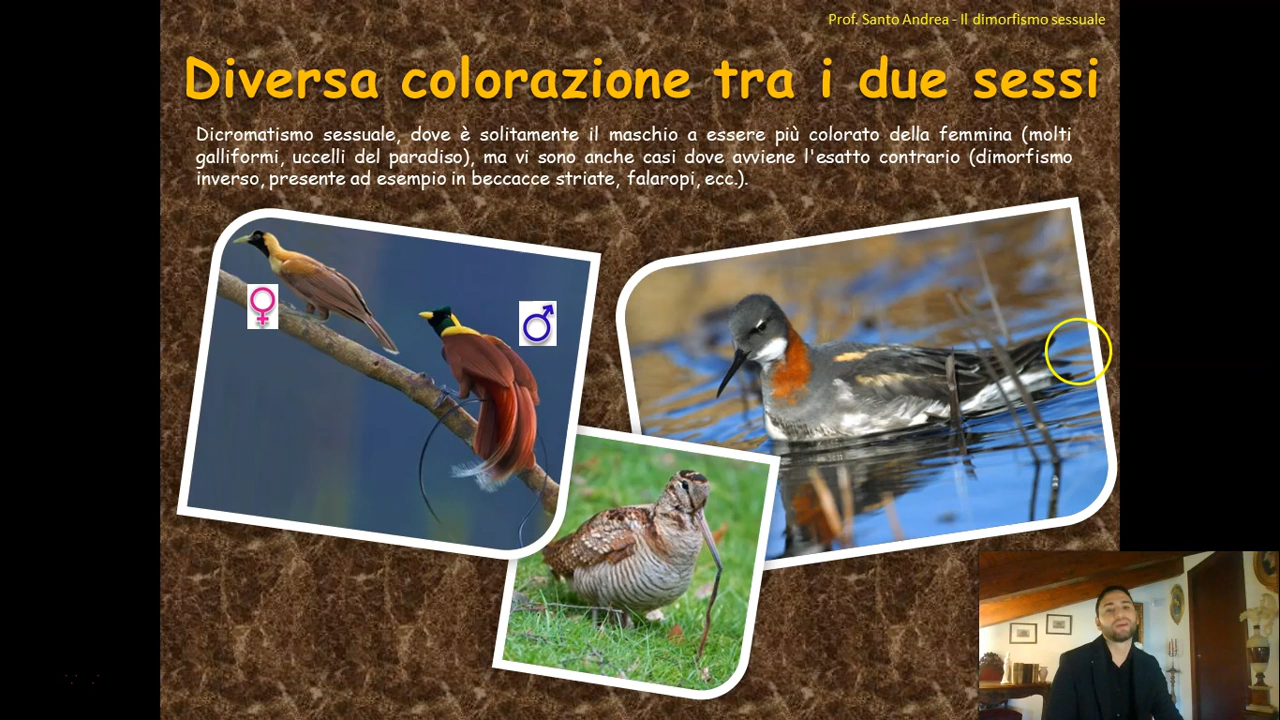 Prof. Santo Andrea - Il dimorfismo sessuale
Diversa colorazione tra i due sessi
Dicromatismo sessuale, dove è solitamente il maschio a essere più colorato della femmina (molti
galliformi, uccelli del paradiso), ma vi sono anche casi dove avviene l'esatto contrario (dimorfismo
inverso, presente ad esempio in beccacce striate, falaropi, ecc.).
♀
♂